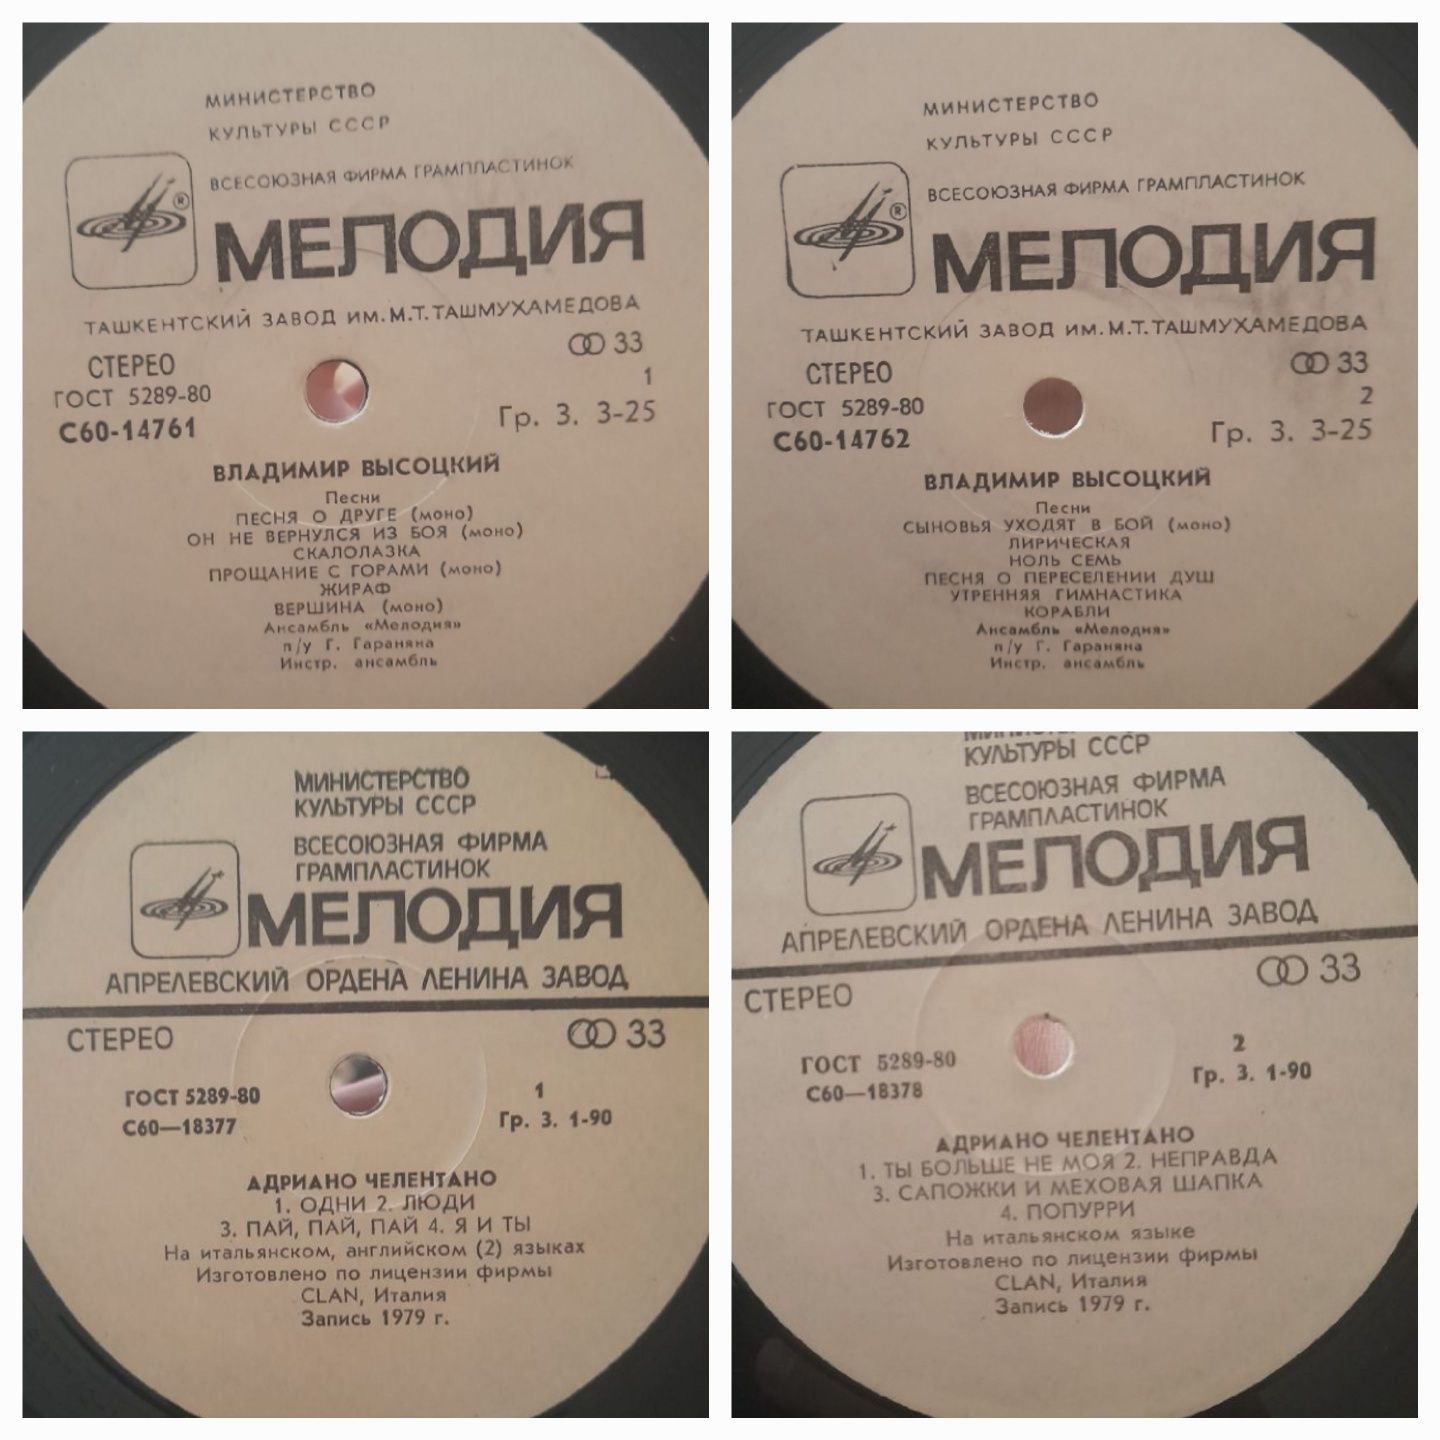 МИНИСТЕРСТВО
КУЛЬТУРЫ СССР
ВСЕСОЮЗНАЯ ФИРМА ГРАМПЛАСТИНОК
®
МЕЛОДИЯ
ТАШКЕНТСКИЙ ЗАВОД ИМ. М.Т. ТАШМУХАМЕДОВА
СТЕРЕО
33
ГОСТ 5289-80
1
С60-14761
Гр. 3. 3-25
ВЛАДИМИР ВЫСОЦКИЙ
Песни
ПЕСНЯ О ДРУГЕ (моно)
ОН НЕ ВЕРНУЛСЯ ИЗ БОЯ (моно)
СКАЛОЛАЗКА
ПРОЩАНИЕ С ГОРАМИ (моно)
ЖИРАФ
ВЕРШИНА (моно)
Ансамбль «Мелодия»
п/у Г. Гараняна
Инстр. ансамбль
МИНИСТЕРСТВО
КУЛЬТУРЫ СССР
ВСЕСОЮЗНАЯ ФИРМА ГРАМПЛАСТИНОК
®
МЕЛОДИЯ
ТАШКЕНТСКИЙ ЗАВОД ИМ. М.Т. ТАШМУХАМЕДОВА
СТЕРЕО
33
ГОСТ 5289-80
2
С60-14762
Гр. 3. 3-25
ВЛАДИМИР ВЫСОЦКИЙ
Песни
СЫНОВЬЯ УХОДЯТ В БОЙ (моно)
ЛИРИЧЕСКАЯ
НОЛЬ СЕМЬ
ПЕСНЯ О ПЕРЕСЕЛЕНИИ ДУШ
УТРЕННЯЯ ГИМНАСТИКА
КОРАБЛИ
Ансамбль «Мелодия»
п/у Г. Гараняна
Инстр. ансамбль
МИНИСТЕРСТВО
КУЛЬТУРЫ СССР
ВСЕСОЮЗНАЯ ФИРМА
ГРАМПЛАСТИНОК
МЕЛОДИЯ
АПРЕЛЕВСКИЙ ОРДЕНА ЛЕНИНА ЗАВОД
СТЕРЕО
33
ГОСТ 5289-80
1
С60—18377
Гр. 3. 1-90
АДРИАНО ЧЕЛЕНТАНО
1. ОДНИ 2. ЛЮДИ
3. ПАЙ, ПАЙ, ПАЙ 4. Я И ТЫ
На итальянском, английском (2) языках
Изготовлено по лицензии фирмы
CLAN, Италия
Запись 1979 г.
КУЛЬТУРЫ СССР
ВСЕСОЮЗНАЯ ФИРМА
ГРАМПЛАСТИНОК
МЕЛОДИЯ
АПРЕЛЕВСКИЙ ОРДЕНА ЛЕНИНА ЗАВОД
СТЕРЕО
33
ГОСТ 5289-80
2
С60—18378
Гр. 3. 1-90
АДРИАНО ЧЕЛЕНТАНО
1. ТЫ БОЛЬШЕ НЕ МОЯ 2. НЕПРАВДА
3. САПОЖКИ И МЕХОВАЯ ШАПКА
4. ПОПУРРИ
На итальянском языке
Изготовлено по лицензии фирмы
CLAN, Италия
Запись 1979 г.